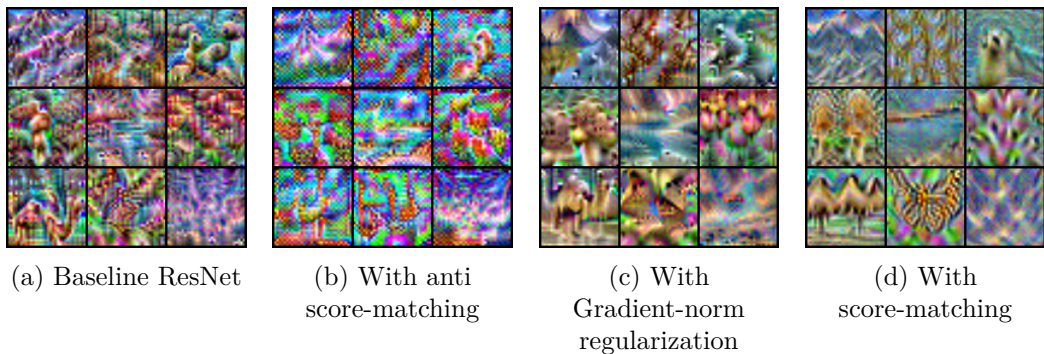 (a) Baseline ResNet
(b) With anti
score-matching
(c) With
Gradient-norm
regularization
(d) With
score-matching